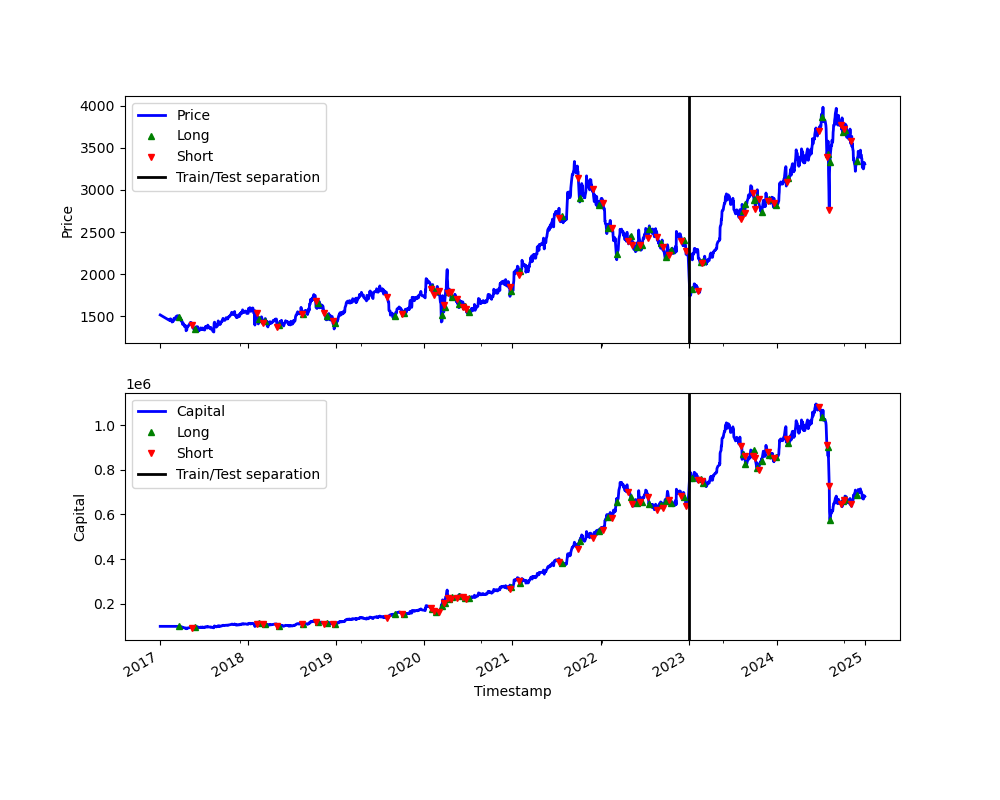 4000
3500
3000
2500
2000
1500
Price
Price
Long
Short
Train/Test separation
1e6
1.0
0.8
0.6
0.4
0.2
Capital
Capital
Long
Short
Train/Test separation
2017
2018
2019
2020
2021
2022
2023
2024
2025
Timestamp